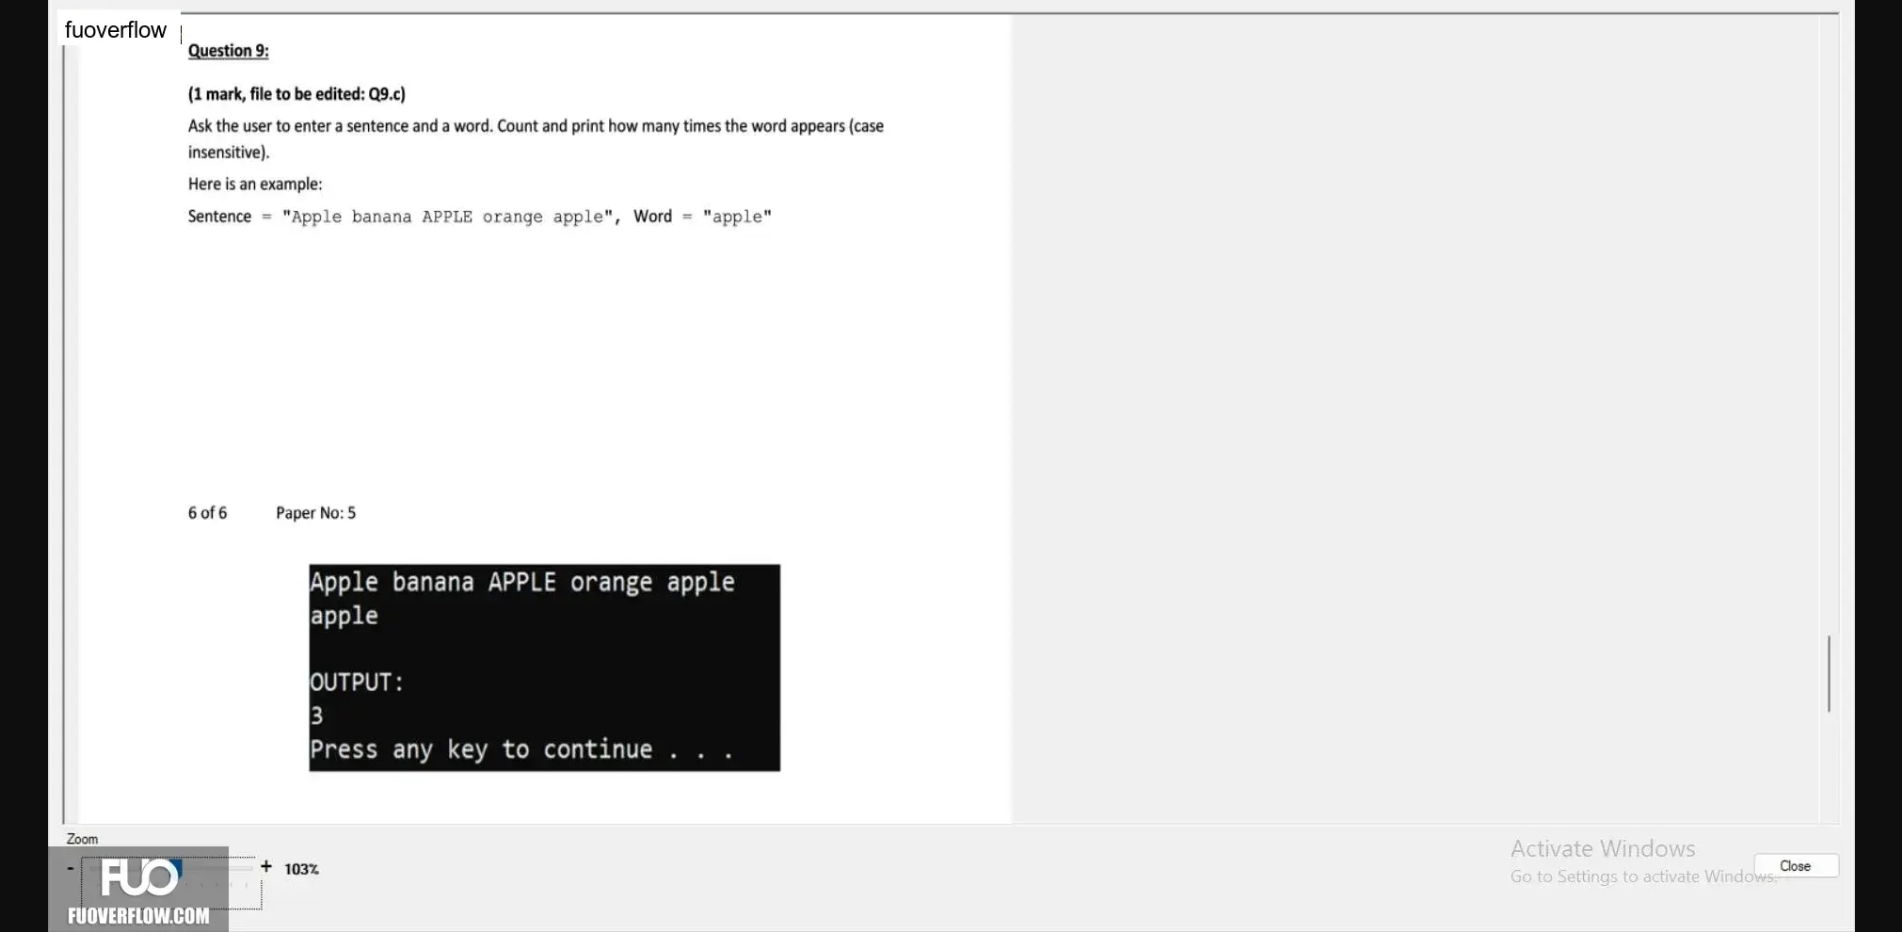 fuoverflow
Question 9:
(1 mark, file to be edited: Q9.c)
Ask the user to enter a sentence and a word. Count and print how many times the word appears (case
insensitive).
Here is an example:
Sentence = "Apple banana APPLE orange apple", Word = "apple"
6 of 6 Paper No: 5
Apple banana APPLE orange apple
apple
OUTPUT:
3
Press any key to continue . . .
Zoom
- + 103%
FUO
FUOVERFLOW.COM
Activate Windows
Go to Settings to activate Windows.
Close